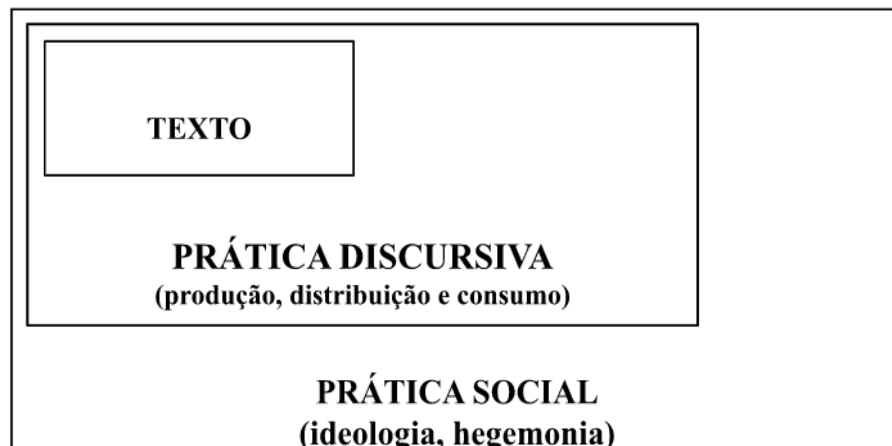 TEXTO
PRÁTICA DISCURSIVA
(produção, distribuição e consumo)
PRÁTICA SOCIAL
(ideologia, hegemonia)